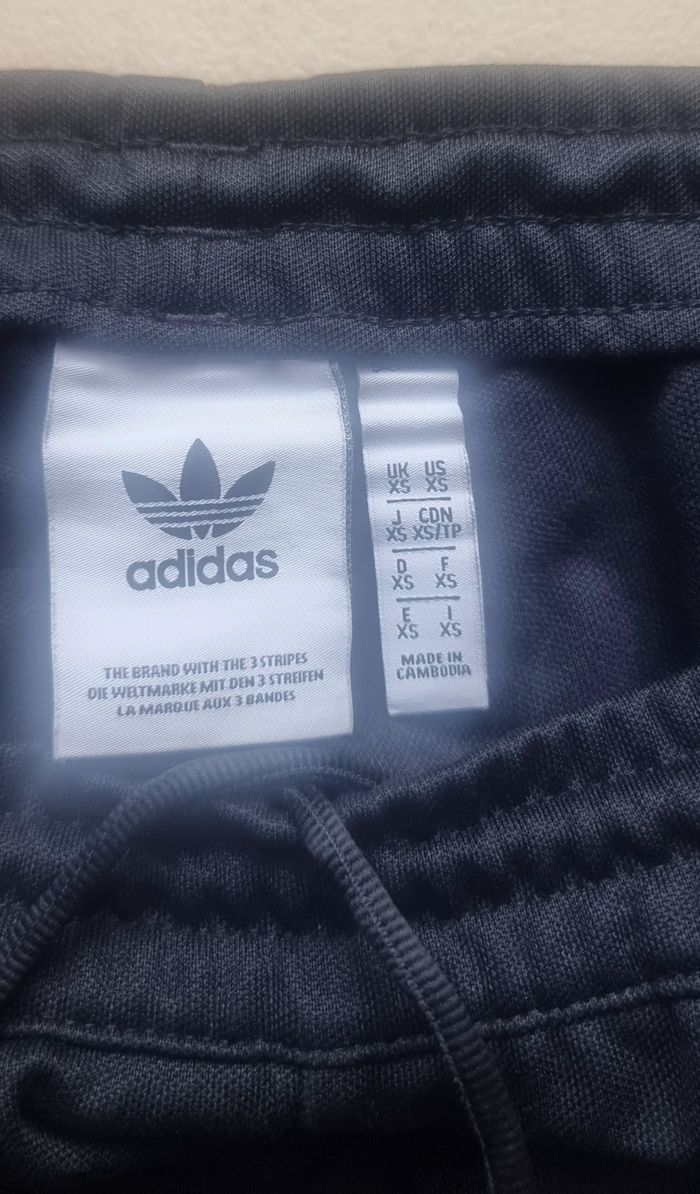 adidas
THE BRAND WITH THE 3 STRIPES
DIE WELTMARKE MIT DEN 3 STREIFEN
LA MARQUE AUX 3 BANDES
UK US
XS XS
J CDN
XS XS/TP
D F
XS XS
E I
XS XS
MADE IN
CAMBODIA